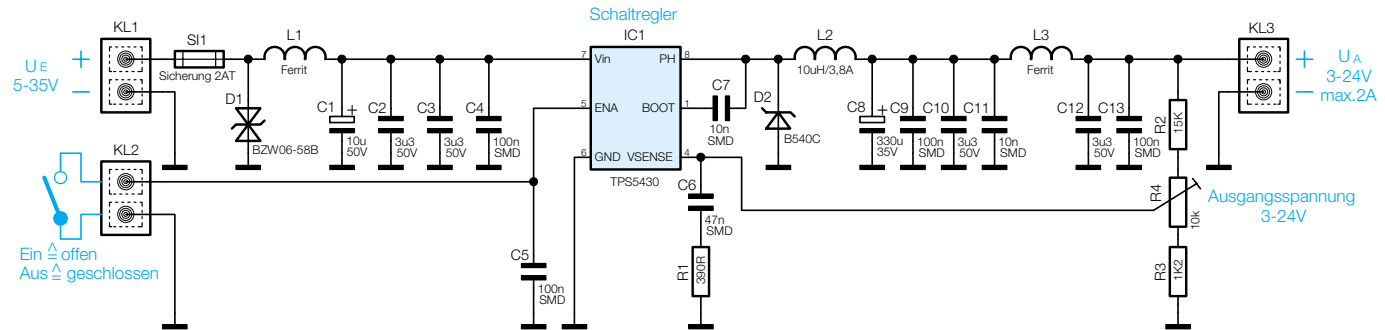 Schaltregler
KL1
SI1
L1
IC1
L2
L3
KL3
UE
5-35V
+
−
Sicherung 2AT
Ferrit
7
Vin
PH
8
10uH/3,8A
Ferrit
+
−
UA
3-24V
max.2A
D1
BZW06-58B
C1
+
10u
50V
C2
3u3
50V
C3
3u3
50V
C4
100n
SMD
5
ENA
BOOT
1
C7
10n
SMD
D2
B540C
C8
+
330u
35V
C9
100n
SMD
C10
3u3
50V
C11
10n
SMD
C12
3u3
50V
C13
100n
SMD
R2
15K
KL2
6
GND
VSENSE
4
TPS5430
C6
47n
SMD
R4
10k
Ausgangsspannung
3-24V
Ein ≙ offen
Aus ≙ geschlossen
C5
100n
SMD
R1
390R
R3
1K2